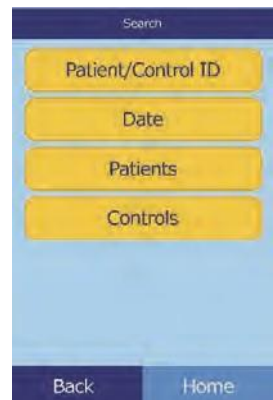 Search
Patient/Control ID
Date
Patients
Controls
Back
Home